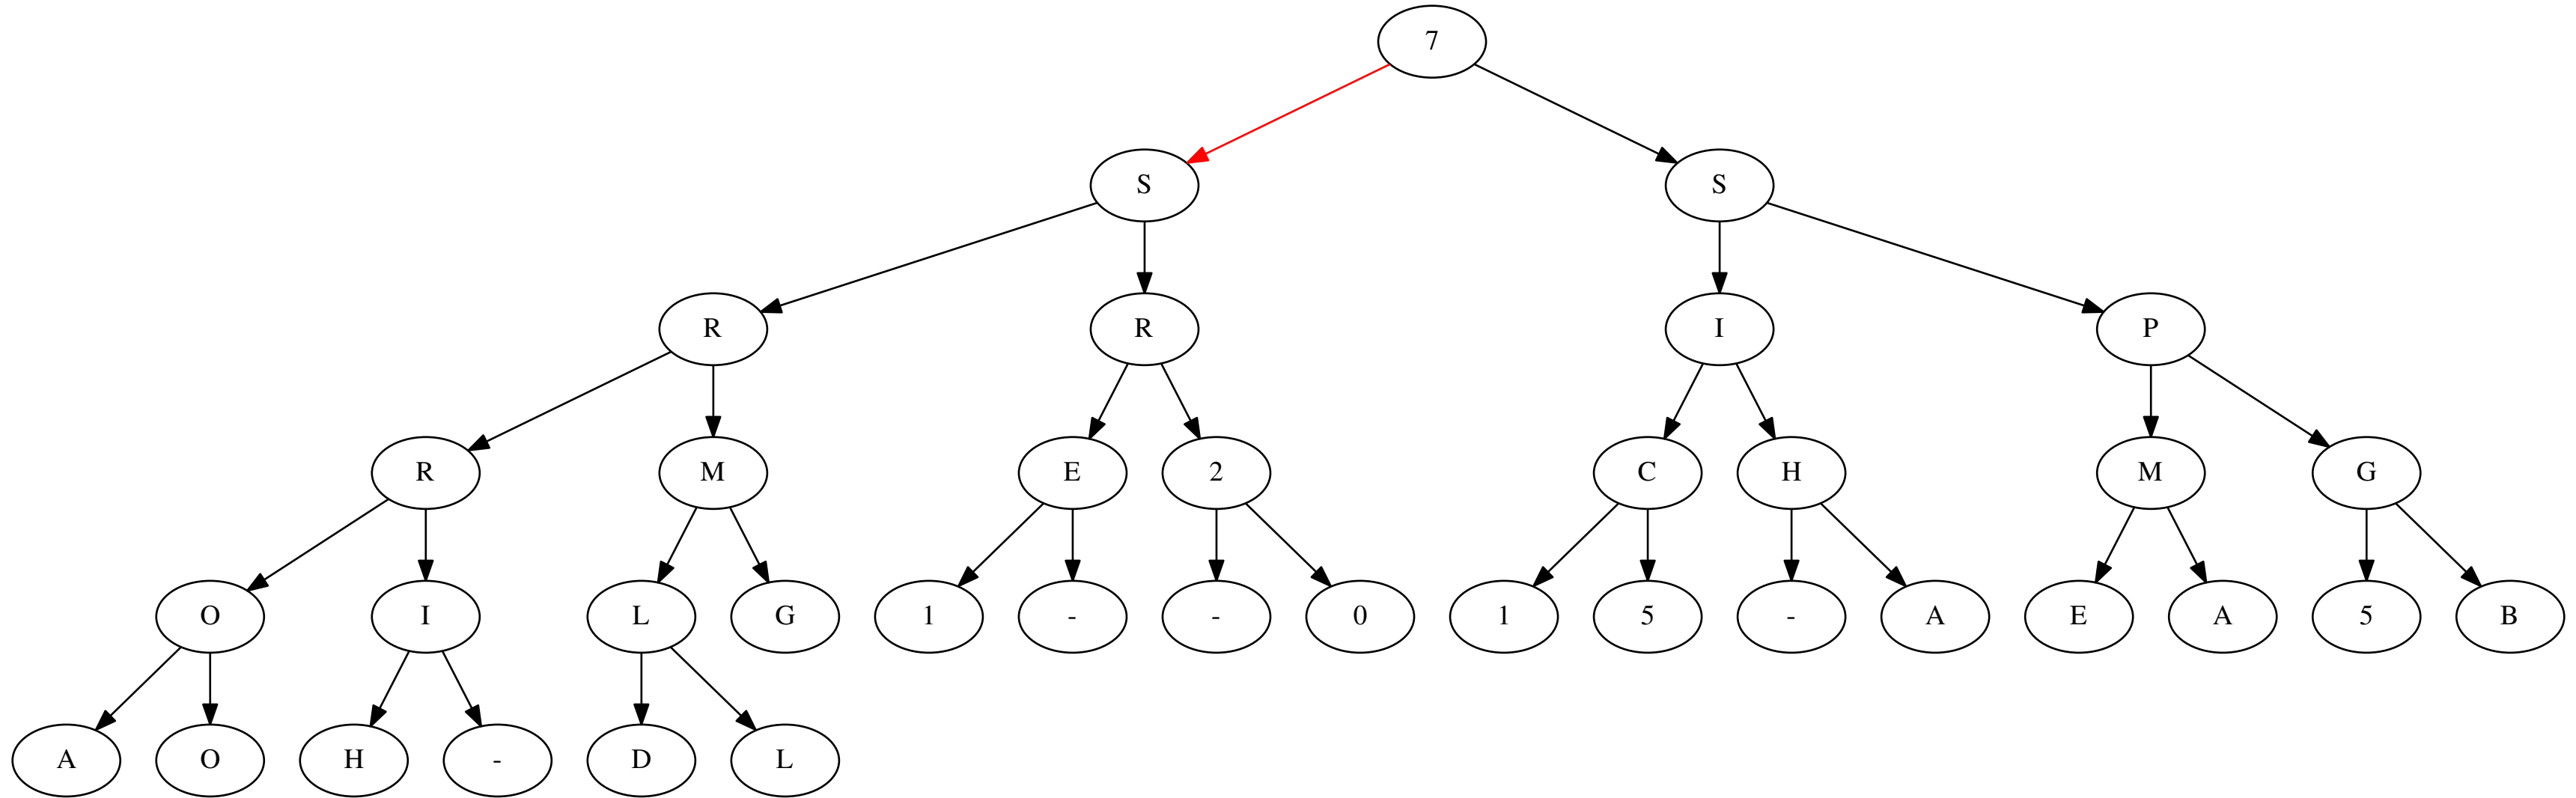 7
S S
R R I P
R M E 2 C H M G
O I L G 1 - - 0 1 5 - A E A 5 B
A O H - D L